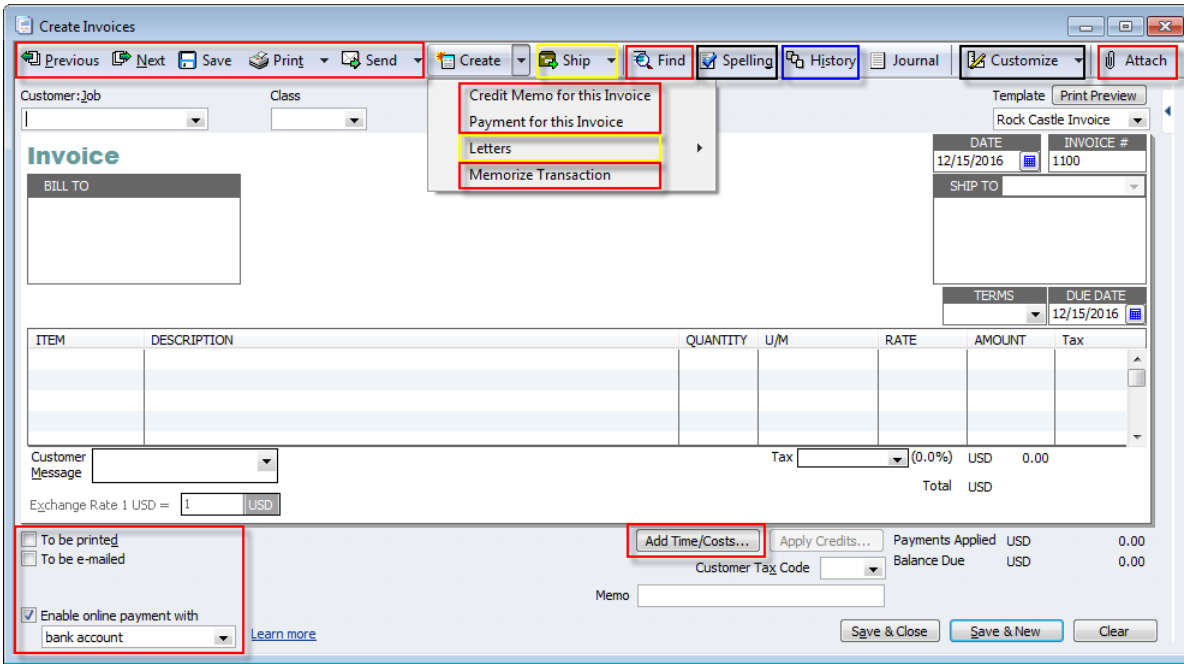 Create Invoices
Previous Next Save Print Send Create Ship Find Spelling History Journal Customize Attach
Customer:Job Class Template Print Preview
Credit Memo for this Invoice
Payment for this Invoice
Letters
Memorize Transaction
Rock Castle Invoice
Invoice
DATE INVOICE #
12/15/2016 1100
BILL TO
SHIP TO
TERMS DUE DATE
12/15/2016
ITEM DESCRIPTION QUANTITY U/M RATE AMOUNT Tax
Customer
Message
Tax (0.0%) USD 0.00
Total USD
Exchange Rate 1 USD = 1 USD
To be printed
To be e-mailed
Add Time/Costs... Apply Credits... Payments Applied USD 0.00
Customer Tax Code Balance Due USD 0.00
Memo
Enable online payment with
bank account Learn more
Save & Close Save & New Clear